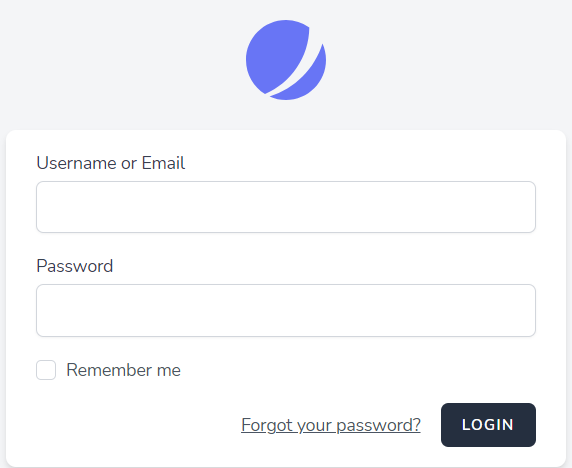 Username or Email
Password
Remember me
Forgot your password? LOGIN